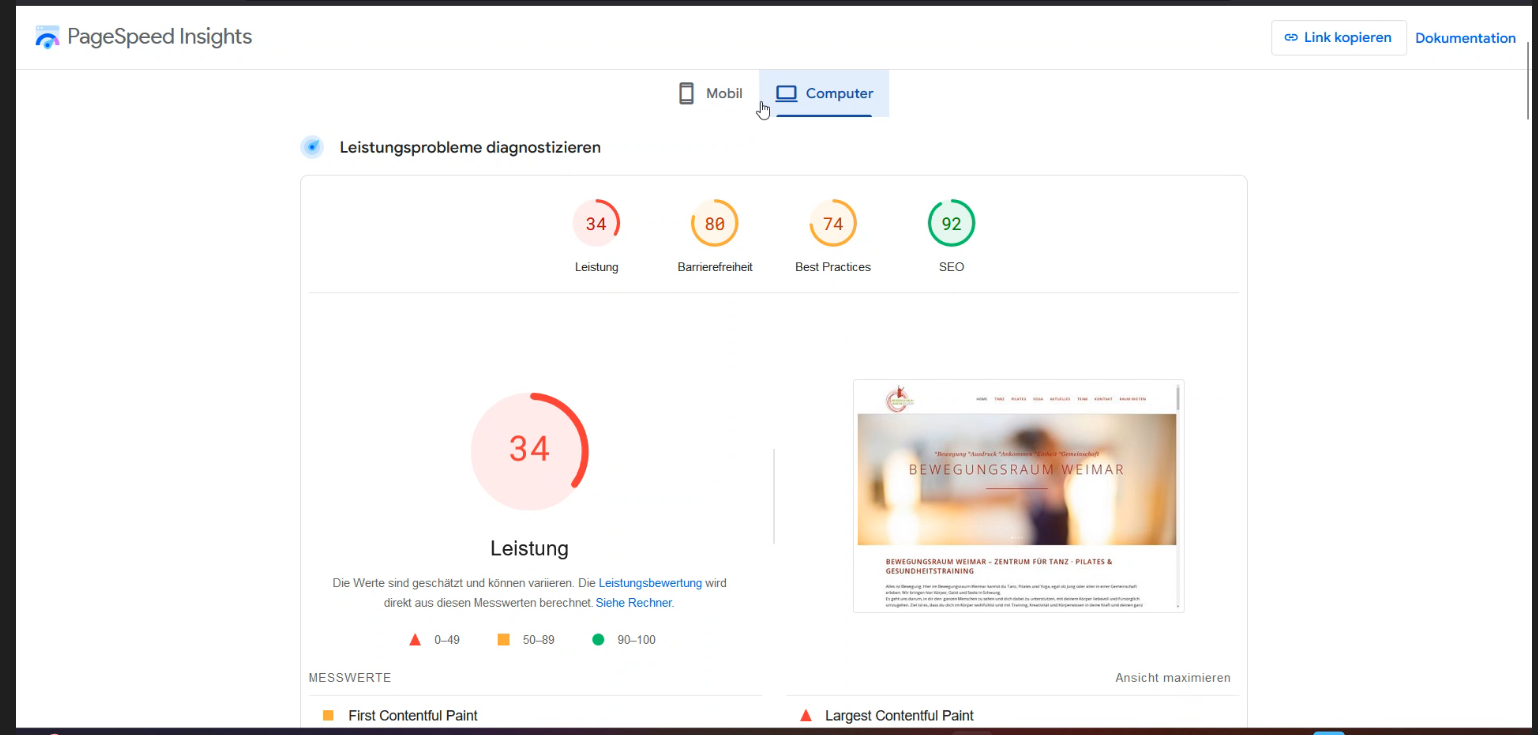 PageSpeed Insights
Link kopieren
Dokumentation
Mobil
Computer
Leistungsprobleme diagnostizieren
34
80
74
92
Leistung
Barrierefreiheit
Best Practices
SEO
34
Leistung
Die Werte sind geschätzt und können variieren. Die Leistungsbewertung wird
direkt aus diesen Messwerten berechnet. Siehe Rechner.
0–49
50–89
90–100
HOME TANZ PILATES YOGA AKTUELLES TEAM KONTAKT RAUM MIETEN
"Bewegung *Ausdruck *Ankommen *Einheit *Gemeinschaft
BEWEGUNGSRAUM WEIMAR
BEWEGUNGSRAUM WEIMAR – ZENTRUM FÜR TANZ · PILATES &
GESUNDHEITSTRAINING
MESSWERTE
Ansicht maximieren
First Contentful Paint
Largest Contentful Paint